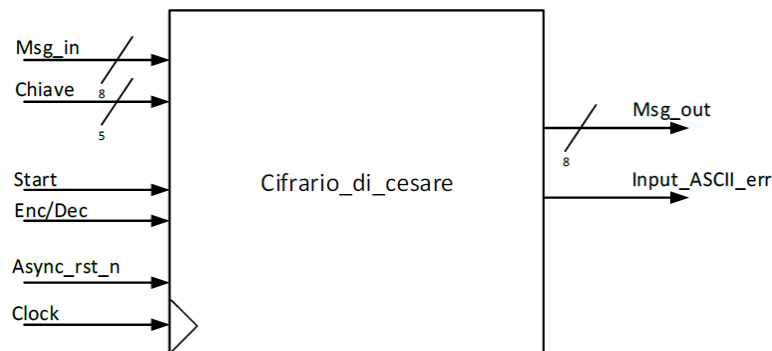 Msg_in
8
Chiave
5
Msg_out
8
Start
Cifrario_di_cesare
Input_ASCII_err
Enc/Dec
Async_rst_n
Clock